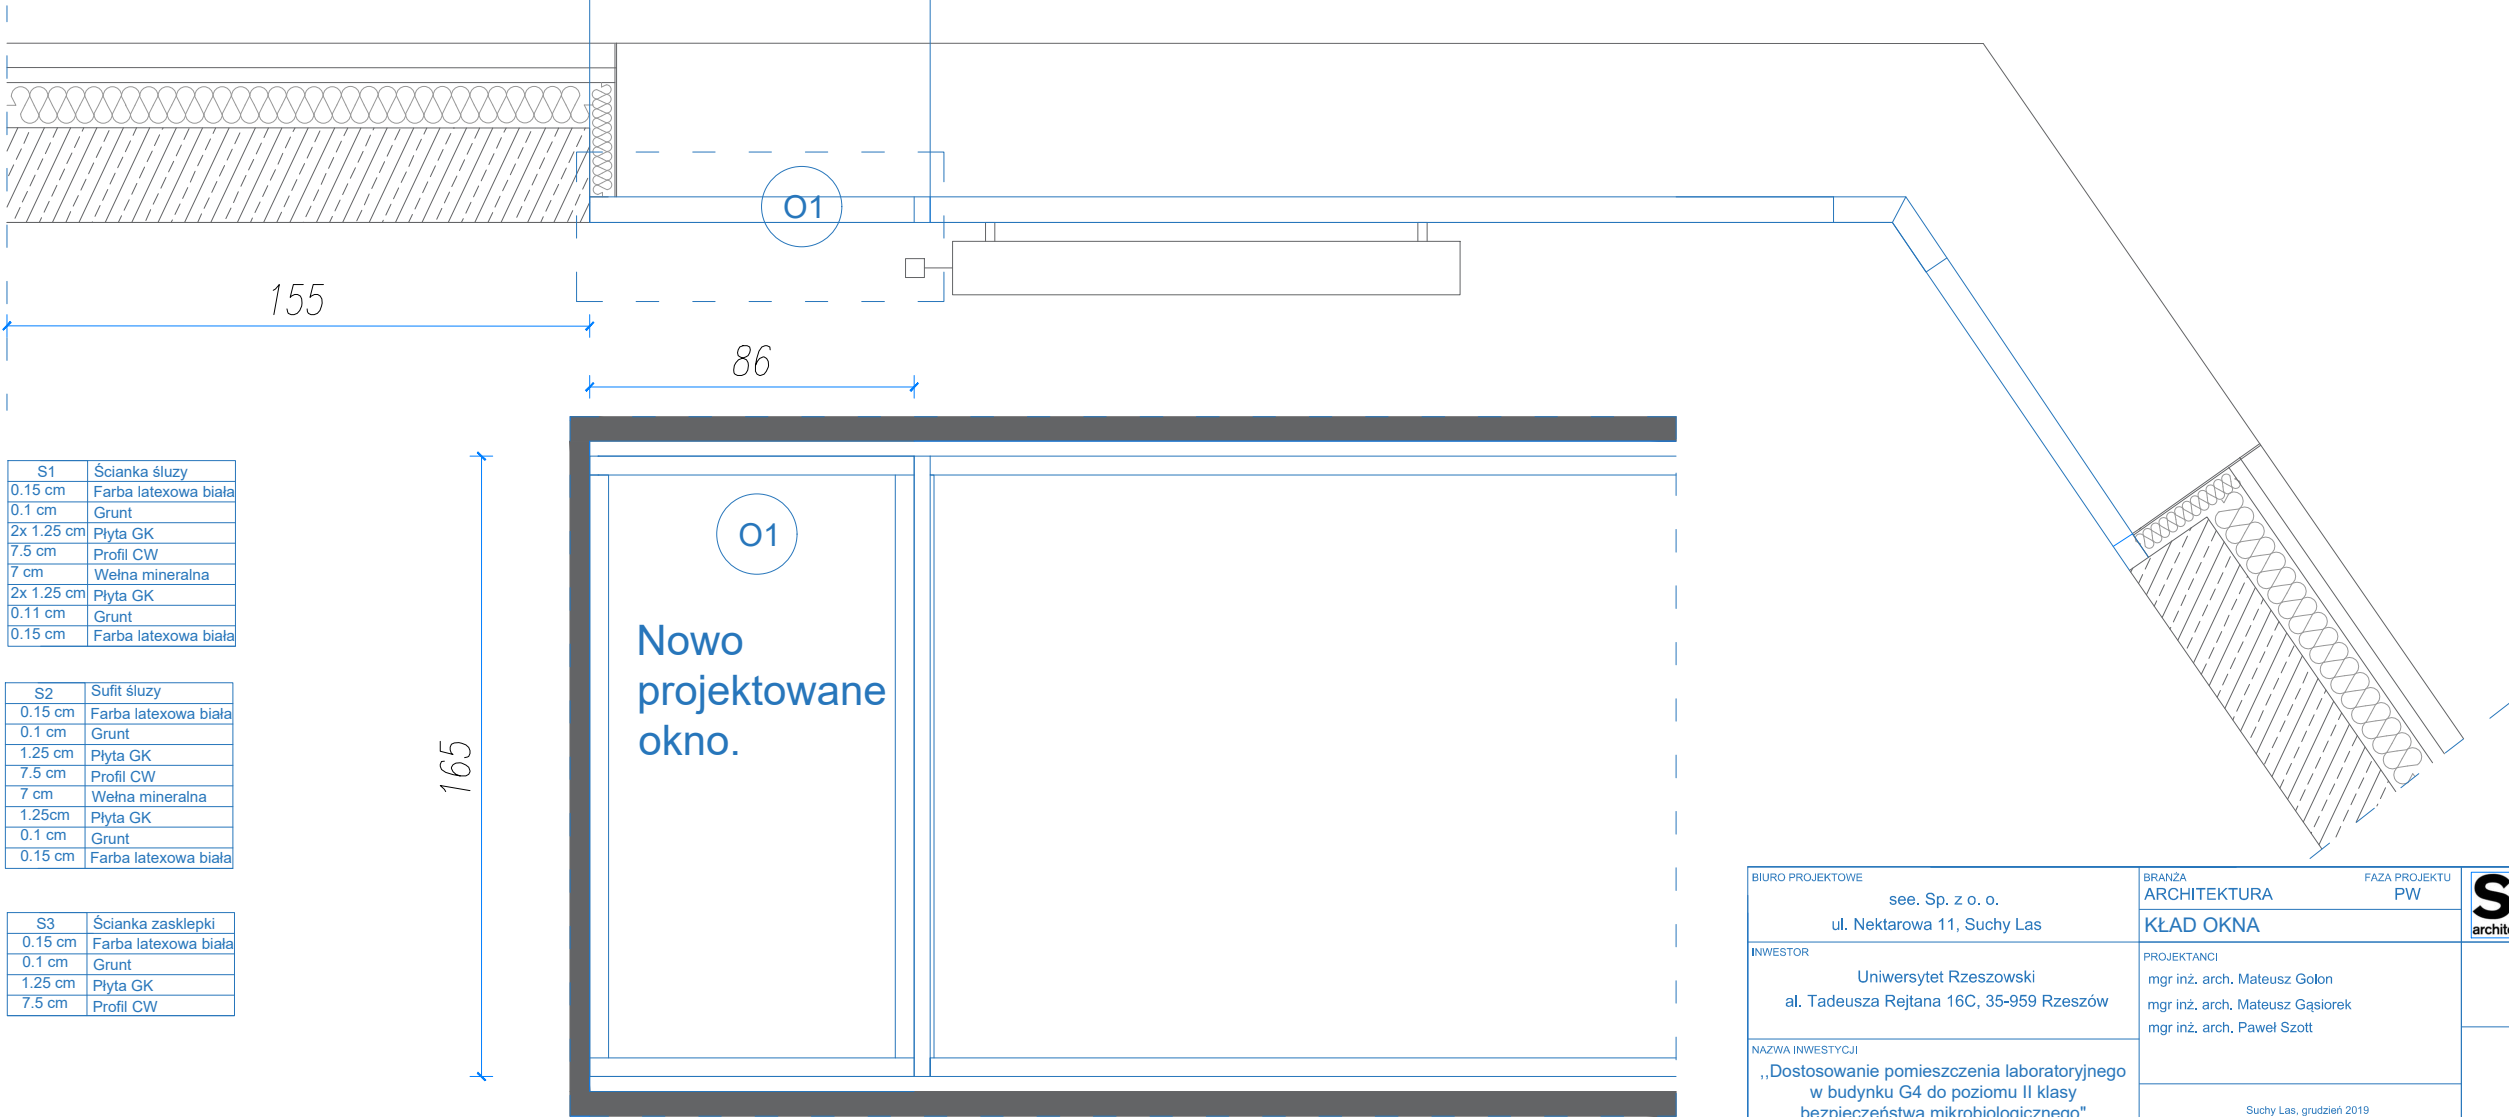 O1
155
86
165
O1
Nowo
projektowane
okno.
S1 Ścianka śluzy
0.15 cm Farba latexowa biała
0.1 cm Grunt
2x 1.25 cm Płyta GK
7.5 cm Profil CW
7 cm Wełna mineralna
2x 1.25 cm Płyta GK
0.11 cm Grunt
0.15 cm Farba latexowa biała
S2 Sufit śluzy
0.15 cm Farba latexowa biała
0.1 cm Grunt
1.25 cm Płyta GK
7.5 cm Profil CW
7 cm Wełna mineralna
1.25cm Płyta GK
0.1 cm Grunt
0.15 cm Farba latexowa biała
S3 Ścianka zasklepki
0.15 cm Farba latexowa biała
0.1 cm Grunt
1.25 cm Płyta GK
7.5 cm Profil CW
BIURO PROJEKTOWE
see. Sp. z o. o.
ul. Nektarowa 11, Suchy Las
INWESTOR
Uniwersytet Rzeszowski
al. Tadeusza Rejtana 16C, 35-959 Rzeszów
NAZWA INWESTYCJI
,,Dostosowanie pomieszczenia laboratoryjnego
w budynku G4 do poziomu II klasy
bezpieczeństwa mikrobiologicznego"
BRANŻA FAZA PROJEKTU
ARCHITEKTURA PW
KŁAD OKNA
PROJEKTANCI
mgr inż. arch. Mateusz Golon
mgr inż. arch. Mateusz Gąsiorek
mgr inż. arch. Paweł Szott
Suchy Las, grudzień 2019